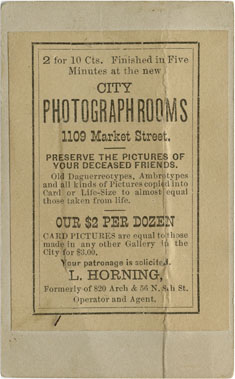 2 for 10 Cts. Finished in Five
Minutes at the new
CITY
PHOTOGRAPH ROOMS
1109 Market Street.
PRESERVE THE PICTURES OF
YOUR DECEASED FRIENDS.
Old Daguerreotypes, Ambrotypes
and all kinds of Pictures copied into
Card or Life-Size to almost equal
those taken from life.
OUR $2 PER DOZEN
CARD PICTURES are equal to those
made in any other Gallery in the
City for $3.00.
Your patronage is solicited.
L. HORNING,
Formerly of 820 Arch & 56 N. 8th St.
Operator and Agent.